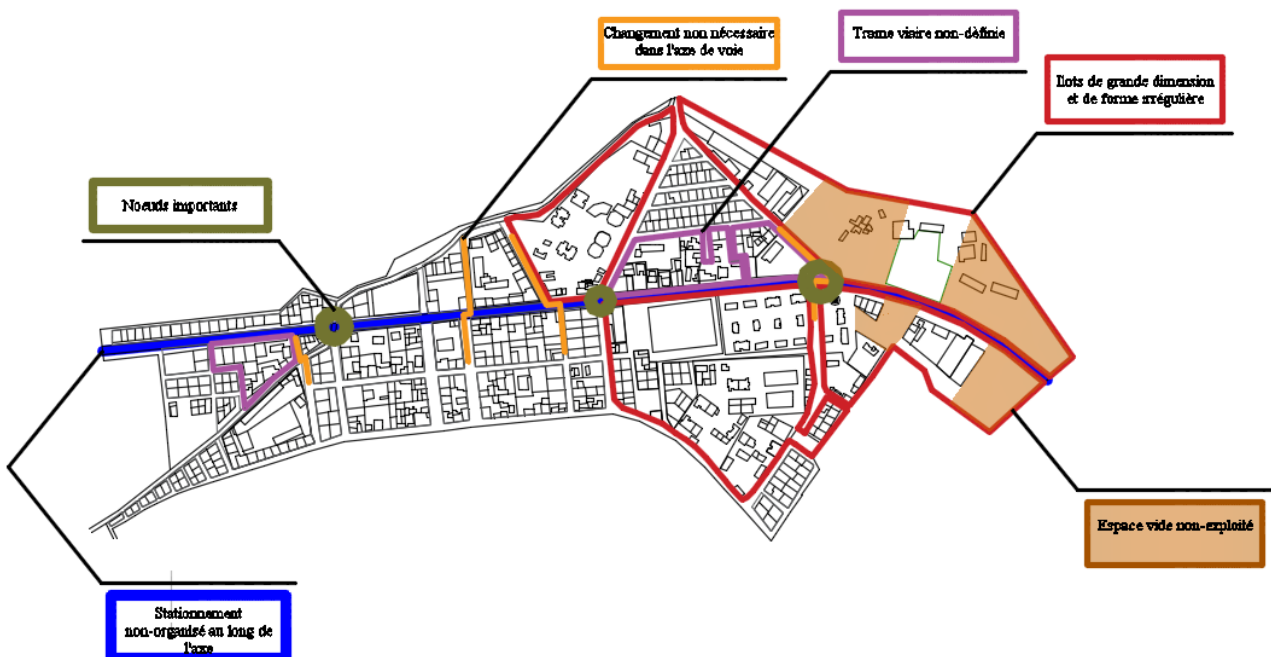 Changement non nécessaire
dans l'axe de voie
Trame viaire non-définie
Ilots de grande dimension
et de forme irrégulière
Noeuds importants
Espace vide non-exploité
Stationnement
non-organisé au long de
l'axe